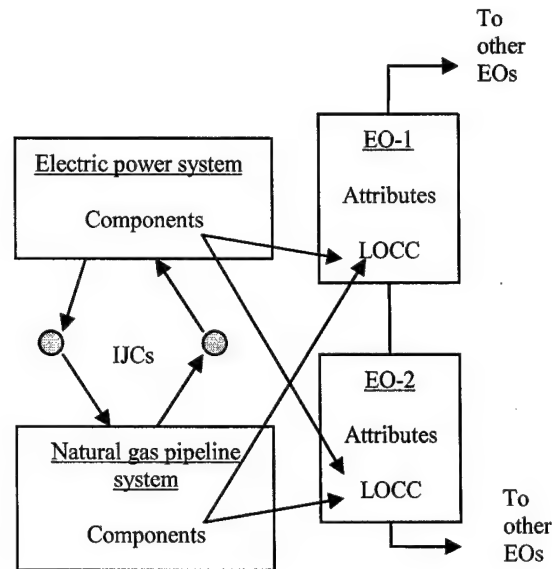 To
other
EOs
EO-1
Attributes
LOCC
Electric power system
Components
IJCs
EO-2
Attributes
LOCC
Natural gas pipeline
system
Components
To
other
EOs